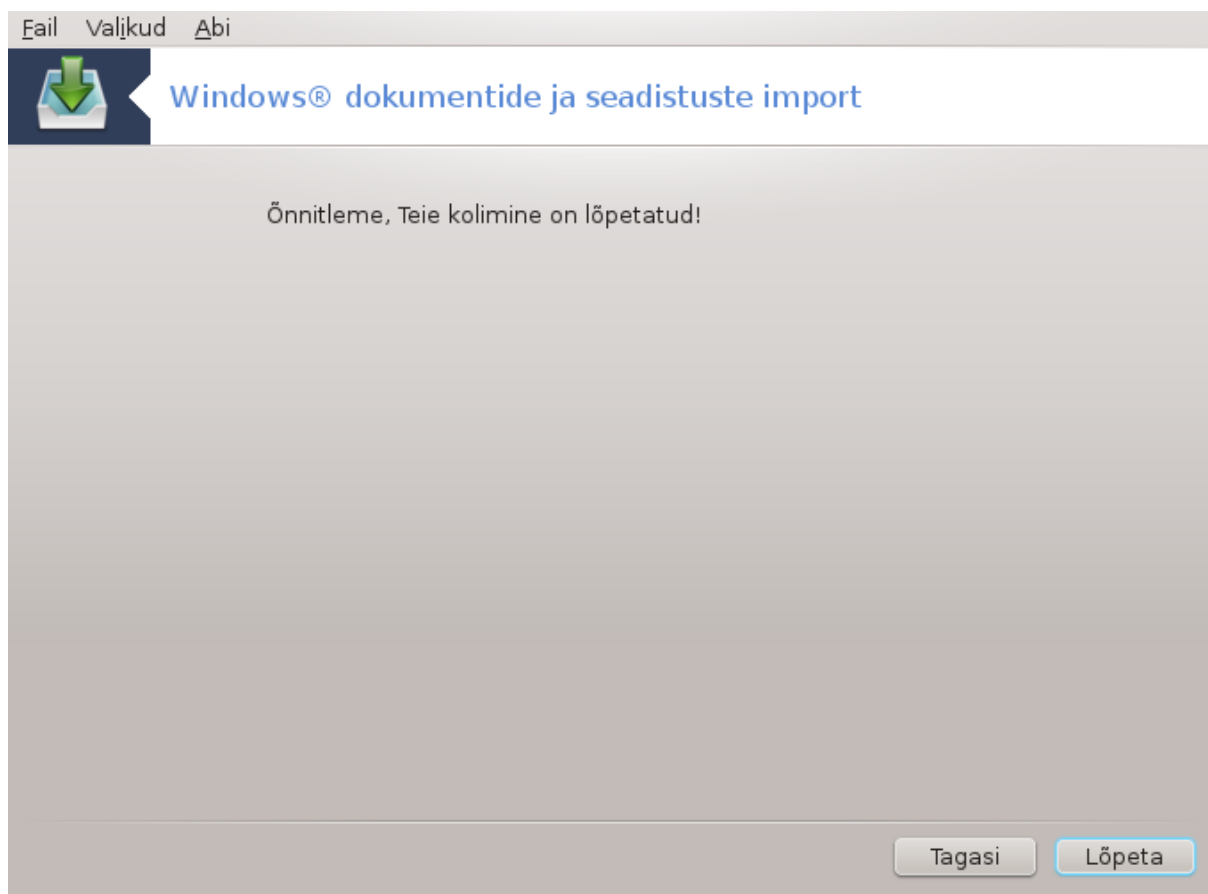 Fail Valikud Abi
Windows® dokumentide ja seadistuste import
Õnnitleme, Teie kolimine on lõpetatud!
Tagasi Lõpeta